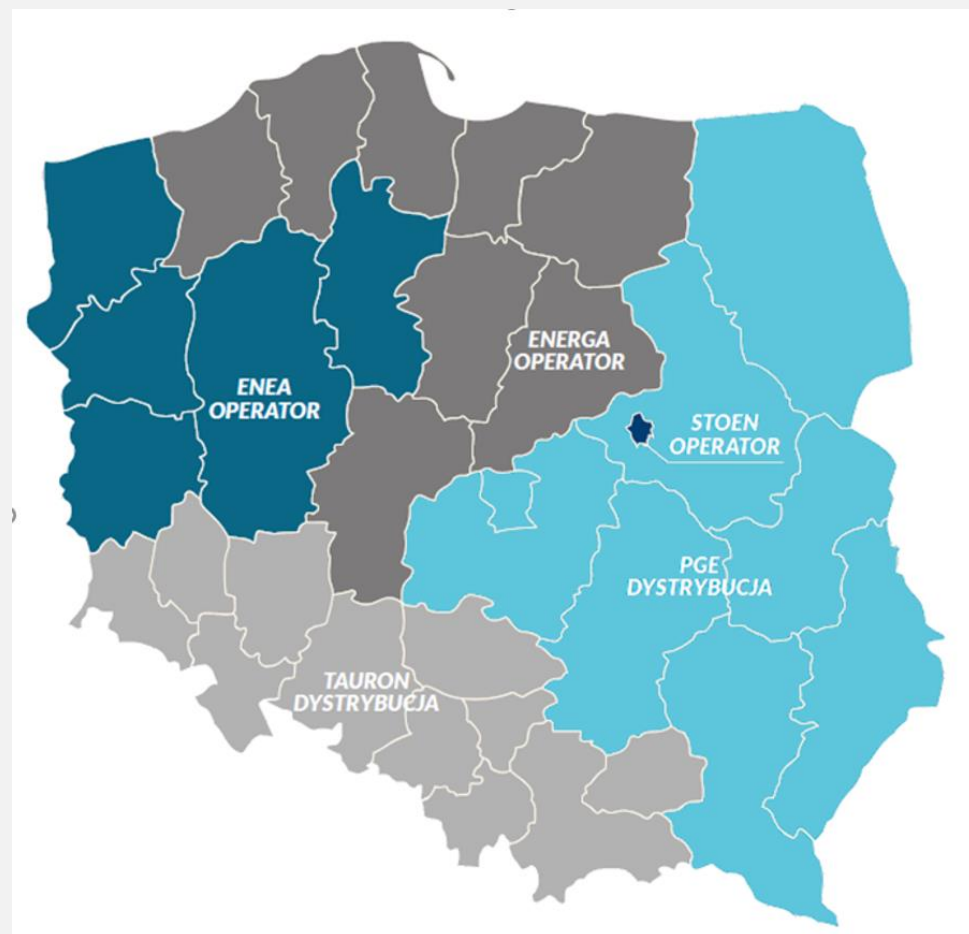 ENERGA
OPERATOR
ENEA
OPERATOR
STOEN
OPERATOR
PGE
DYSTRYBUCJA
TAURON
DYSTRYBUCJA